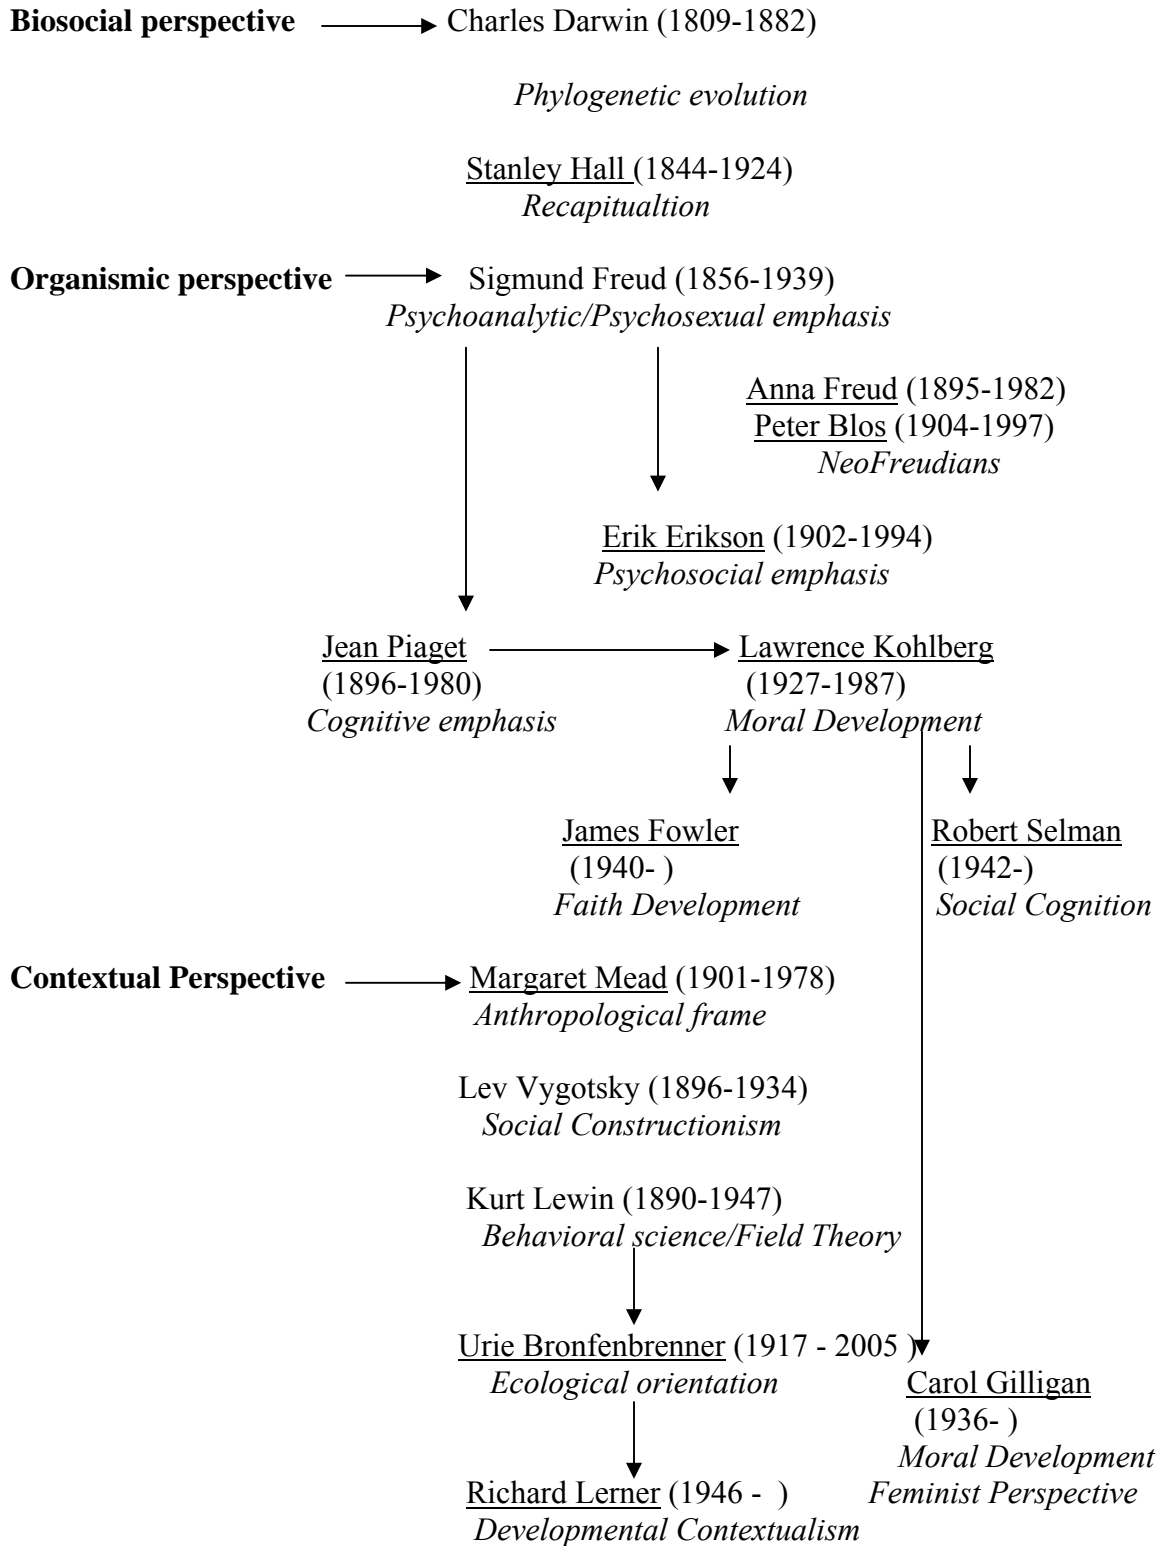 Biosocial perspective Charles Darwin (1809-1882)
Phylogenetic evolution
Stanley Hall (1844-1924)
Recapitualtion
Organismic perspective Sigmund Freud (1856-1939)
Psychoanalytic/Psychosexual emphasis
Anna Freud (1895-1982)
Peter Blos (1904-1997)
NeoFreudians
Erik Erikson (1902-1994)
Psychosocial emphasis
Jean Piaget
(1896-1980)
Cognitive emphasis
Lawrence Kohlberg
(1927-1987)
Moral Development
James Fowler
(1940- )
Faith Development
Robert Selman
(1942-)
Social Cognition
Contextual Perspective Margaret Mead (1901-1978)
Anthropological frame
Lev Vygotsky (1896-1934)
Social Constructionism
Kurt Lewin (1890-1947)
Behavioral science/Field Theory
Urie Bronfenbrenner (1917 - 2005 )
Ecological orientation
Carol Gilligan
(1936- )
Moral Development
Feminist Perspective
Richard Lerner (1946 - )
Developmental Contextualism